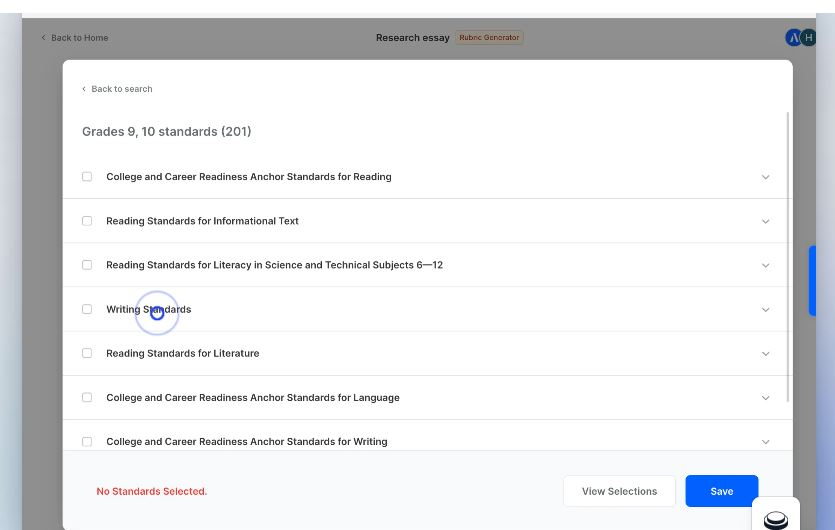 Back to Home
Research essay Rubric Generator
H
Back to search
Grades 9, 10 standards (201)
College and Career Readiness Anchor Standards for Reading
Reading Standards for Informational Text
Reading Standards for Literacy in Science and Technical Subjects 6—12
Writing Standards
Reading Standards for Literature
College and Career Readiness Anchor Standards for Language
College and Career Readiness Anchor Standards for Writing
No Standards Selected.
View Selections
Save